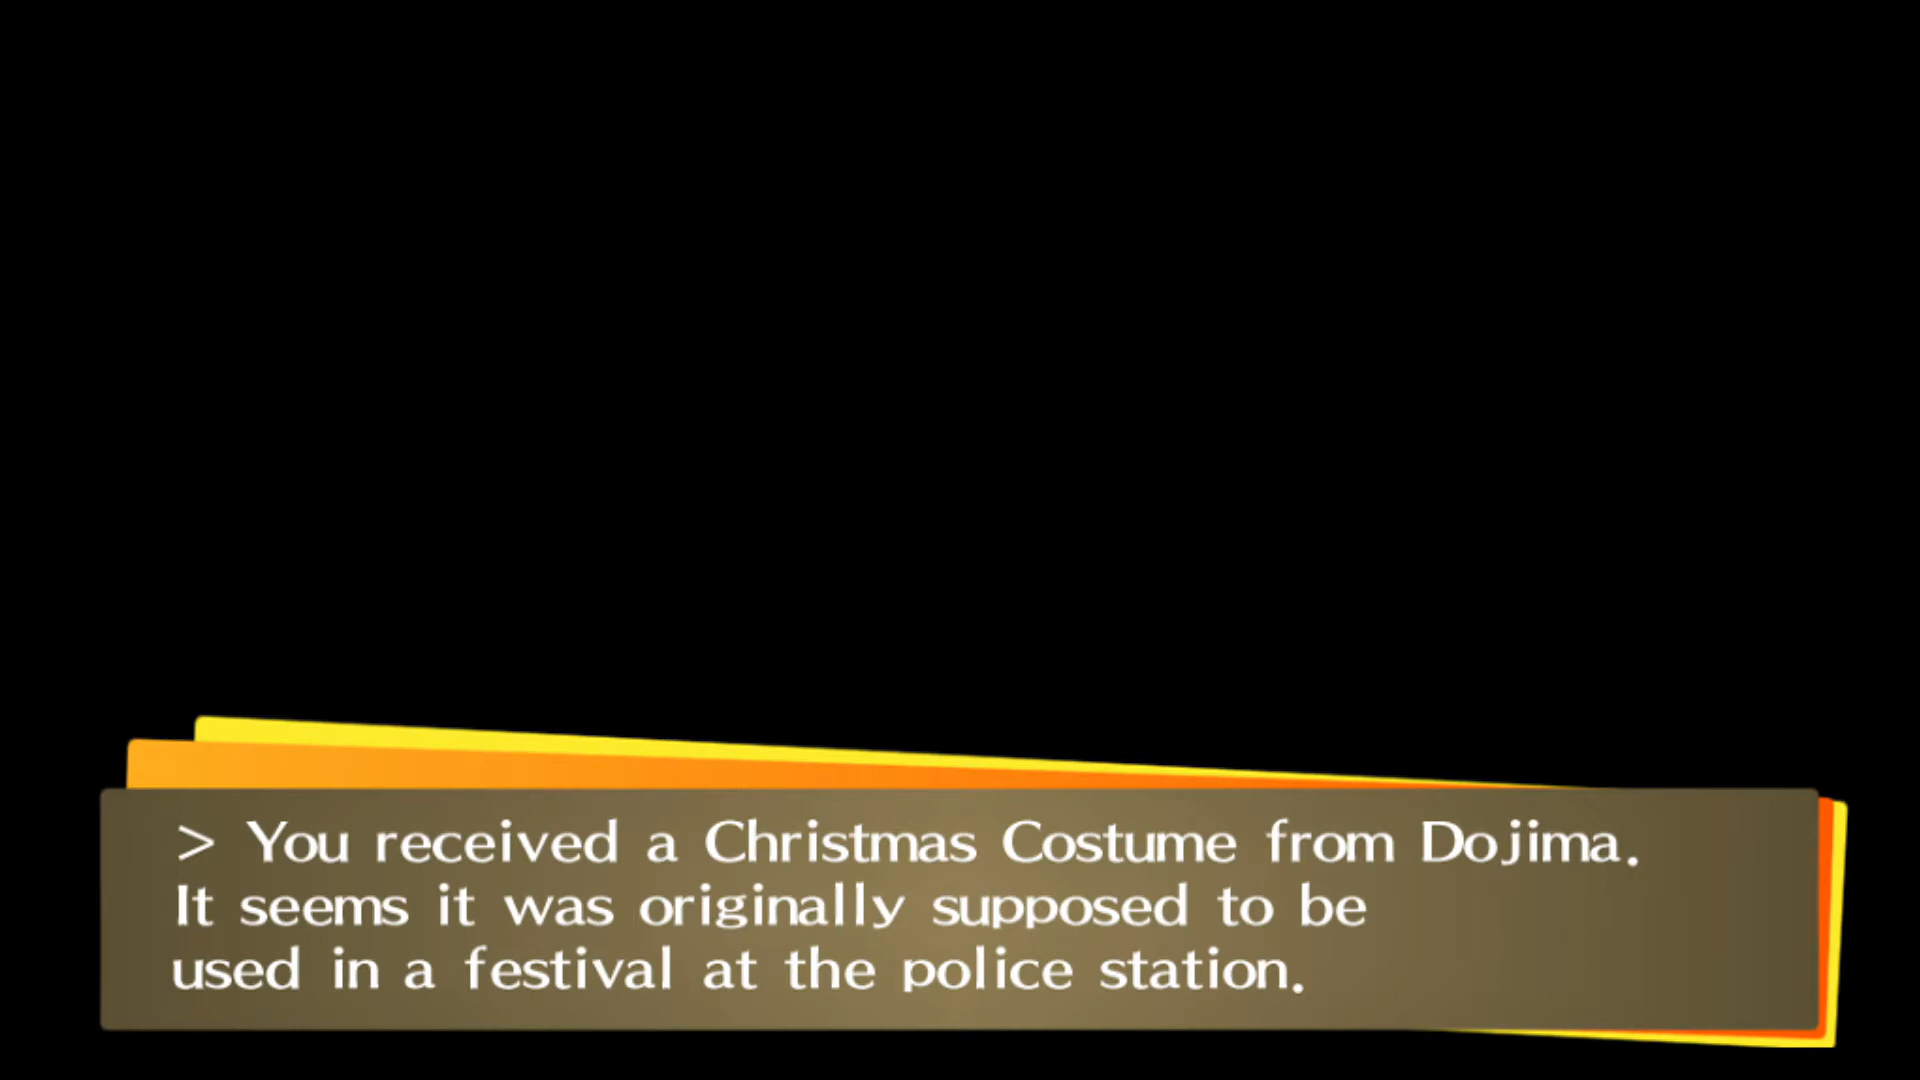 > You received a Christmas Costume from Dojima.
It seems it was originally supposed to be
used in a festival at the police station.